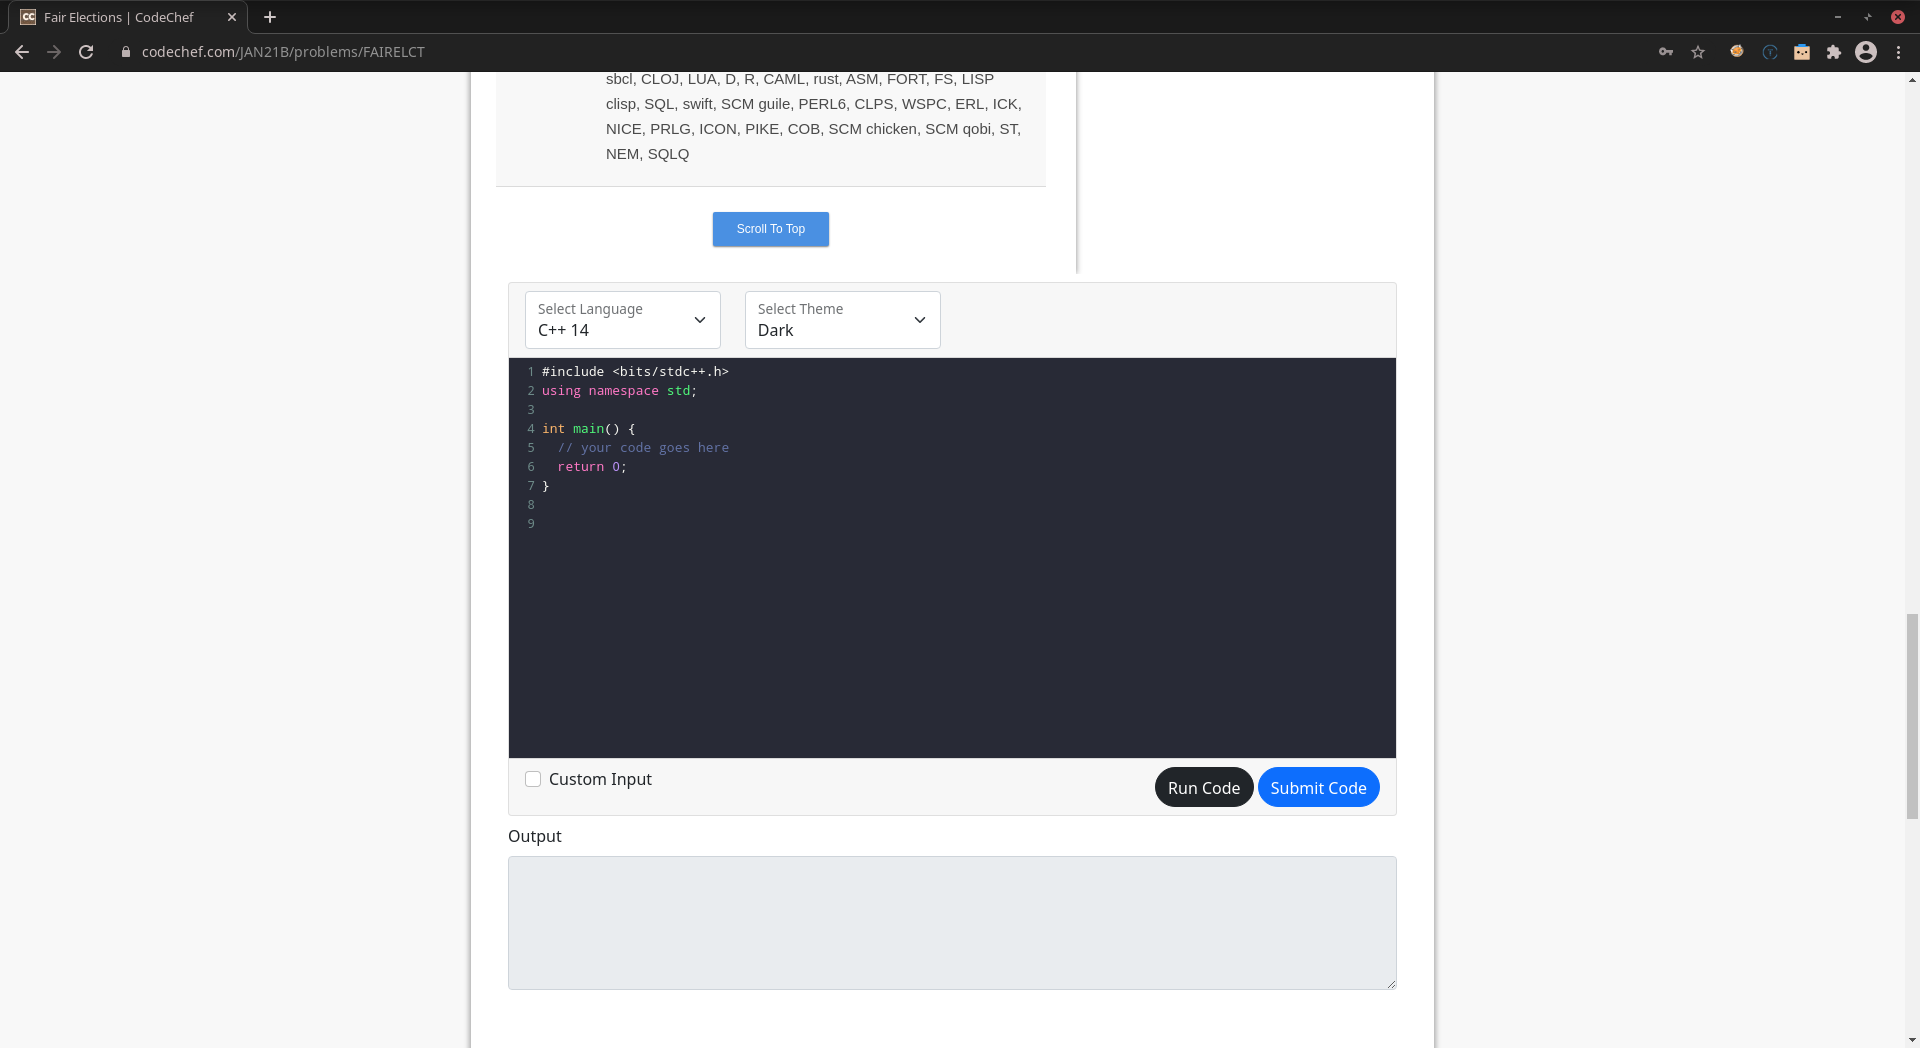 Fair Elections | CodeChef
codechef.com/JAN21B/problems/FAIRELCT
sbcl, CLOJ, LUA, D, R, CAML, rust, ASM, FORT, FS, LISP
clisp, SQL, swift, SCM guile, PERL6, CLPS, WSPC, ERL, ICK,
NICE, PRLG, ICON, PIKE, COB, SCM chicken, SCM qobi, ST,
NEM, SQLQ
Scroll To Top
Select Language
C++ 14
Select Theme
Dark
1 #include <bits/stdc++.h>
2 using namespace std;
3
4 int main() {
5   // your code goes here
6   return 0;
7 }
8
9
Custom Input
Run Code
Submit Code
Output